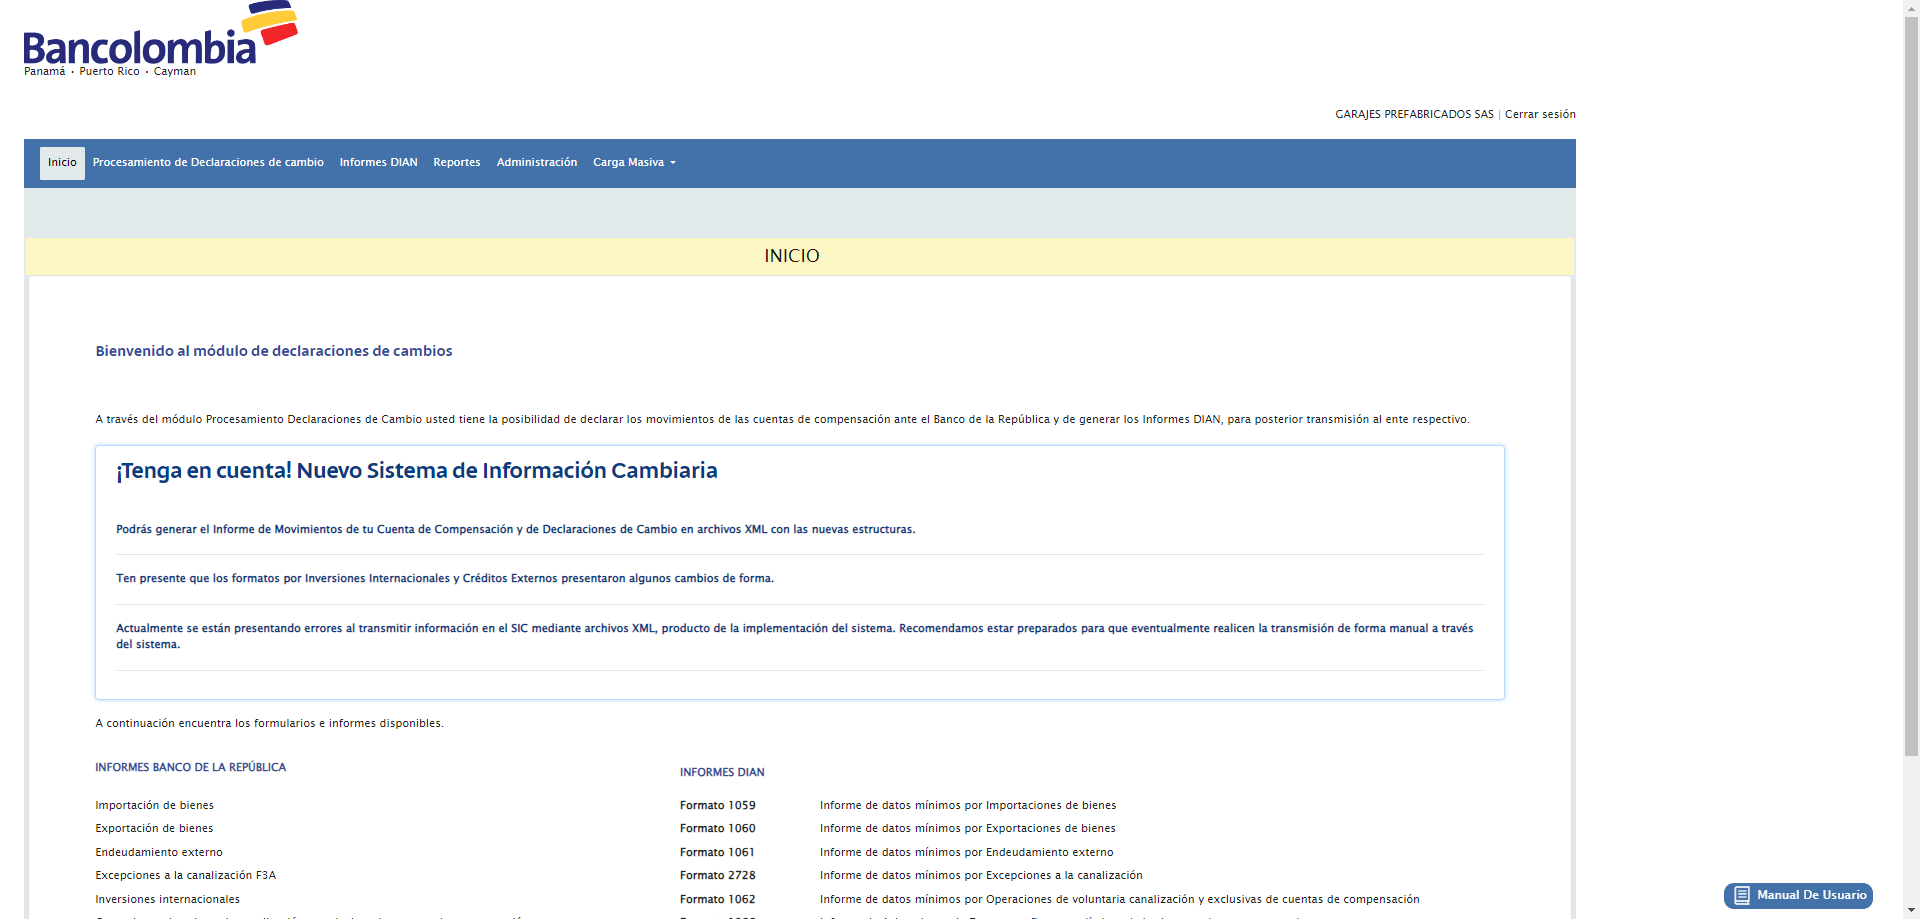 Bancolombia
Panamá • Puerto Rico • Cayman
GARAJES PREFABRICADOS SAS | Cerrar sesión
Inicio Procesamiento de Declaraciones de cambio Informes DIAN Reportes Administración Carga Masiva
INICIO
Bienvenido al módulo de declaraciones de cambios
A través del módulo Procesamiento Declaraciones de Cambio usted tiene la posibilidad de declarar los movimientos de las cuentas de compensación ante el Banco de la República y de generar los Informes DIAN, para posterior transmisión al ente respectivo.
¡Tenga en cuenta! Nuevo Sistema de Información Cambiaria
Podrás generar el Informe de Movimientos de tu Cuenta de Compensación y de Declaraciones de Cambio en archivos XML con las nuevas estructuras.
Ten presente que los formatos por Inversiones Internacionales y Créditos Externos presentaron algunos cambios de forma.
Actualmente se están presentando errores al transmitir información en el SIC mediante archivos XML, producto de la implementación del sistema. Recomendamos estar preparados para que eventualmente realicen la transmisión de forma manual a través
del sistema.
A continuación encuentra los formularios e informes disponibles.
INFORMES BANCO DE LA REPÚBLICA
INFORMES DIAN
Importación de bienes Formato 1059 Informe de datos mínimos por Importaciones de bienes
Exportación de bienes Formato 1060 Informe de datos mínimos por Exportaciones de bienes
Endeudamiento externo Formato 1061 Informe de datos mínimos por Endeudamiento externo
Excepciones a la canalización F3A Formato 2728 Informe de datos mínimos por Excepciones a la canalización
Inversiones internacionales Formato 1062 Informe de datos mínimos por Operaciones de voluntaria canalización y exclusivas de cuentas de compensación
Manual De Usuario